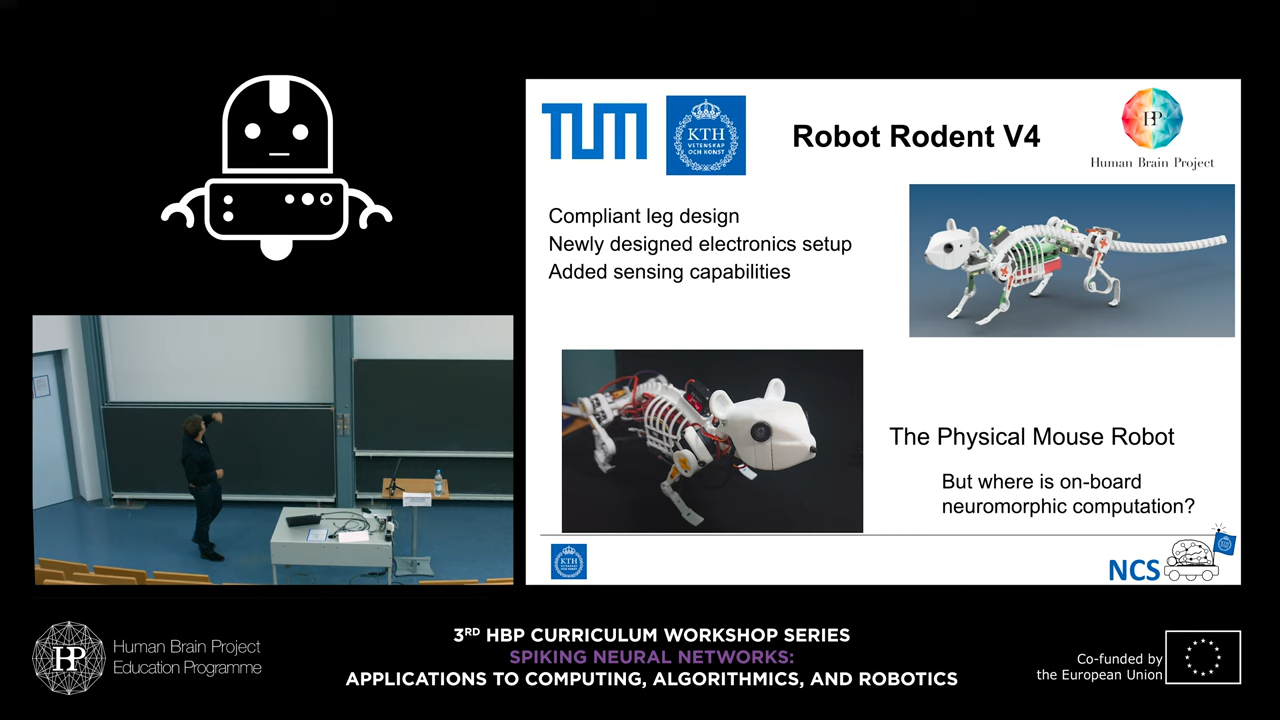 TUM
KTH
VETENSKAP
OCH KONST
Robot Rodent V4
HBP
Human Brain Project
Compliant leg design
Newly designed electronics setup
Added sensing capabilities
The Physical Mouse Robot
But where is on-board
neuromorphic computation?
KTH
NCS
HBP
Human Brain Project
Education Programme
3RD HBP CURRICULUM WORKSHOP SERIES
SPIKING NEURAL NETWORKS:
APPLICATIONS TO COMPUTING, ALGORITHMICS, AND ROBOTICS
Co-funded by
the European Union